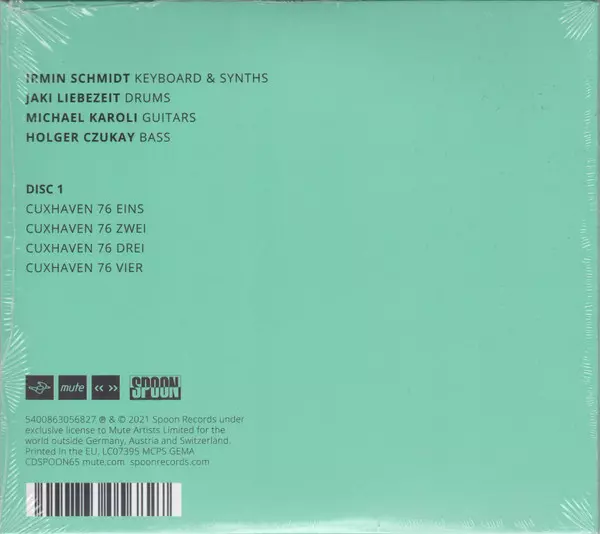 IRMIN SCHMIDT KEYBOARD & SYNTHS
JAKI LIEBEZEIT DRUMS
MICHAEL KAROLI GUITARS
HOLGER CZUKAY BASS
DISC 1
CUXHAVEN 76 EINS
CUXHAVEN 76 ZWEI
CUXHAVEN 76 DREI
CUXHAVEN 76 VIER
mute SPOON
5400863056827 ℗ & © 2021 Spoon Records under
exclusive license to Mute Artists Limited for the
world outside Germany, Austria and Switzerland.
Printed in the EU, LC07395 MCPS GEMA
CDSPOON65 mute.com. spoonrecords.com